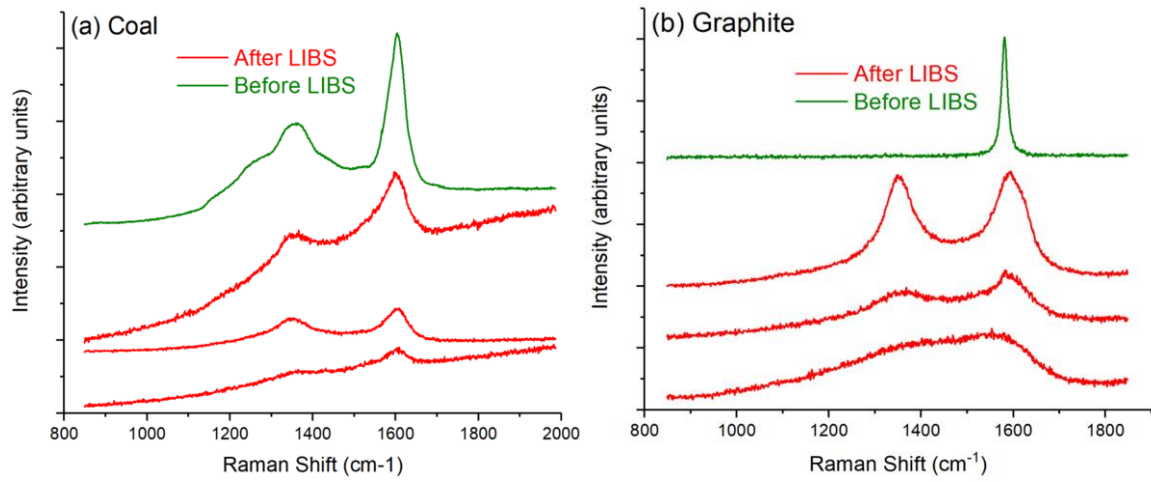 (a) Coal
After LIBS
Before LIBS
Intensity (arbitrary units)
800 1000 1200 1400 1600 1800 2000
Raman Shift (cm-1)
(b) Graphite
After LIBS
Before LIBS
Intensity (arbitrary units)
800 1000 1200 1400 1600 1800
Raman Shift (cm⁻¹)